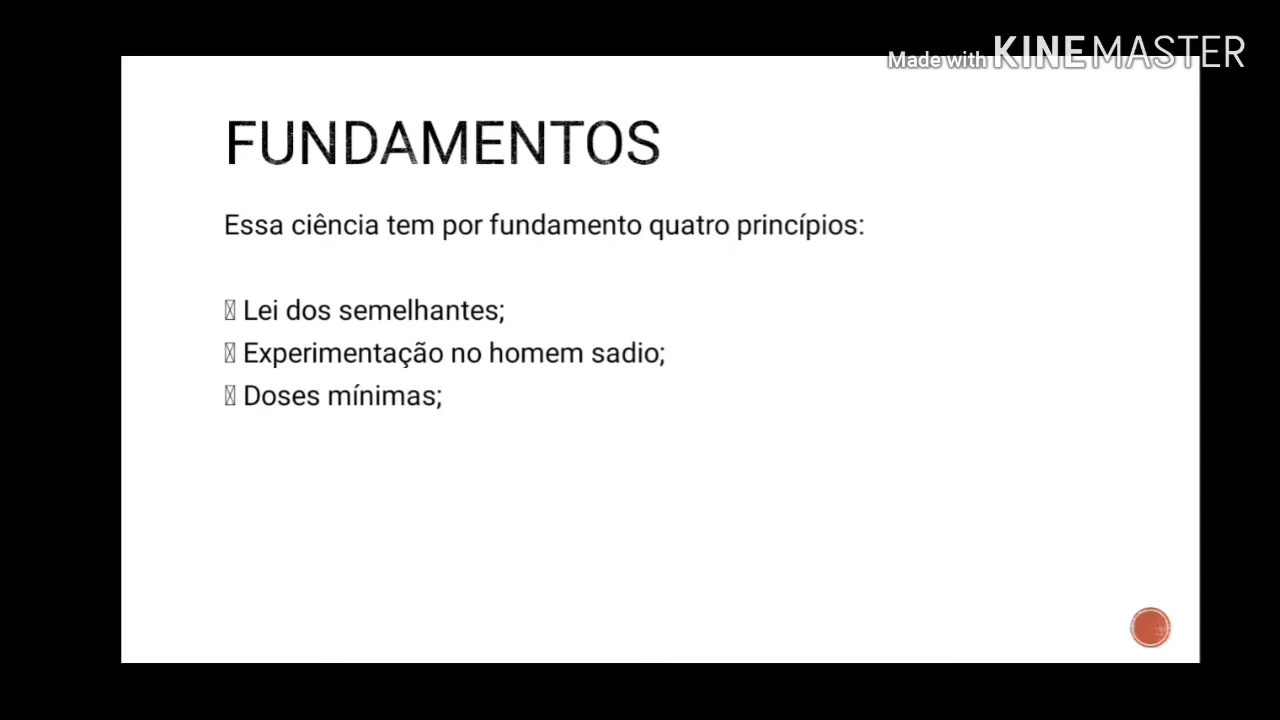 Made with KINEMASTER
FUNDAMENTOS
Essa ciência tem por fundamento quatro princípios:
Lei dos semelhantes;
Experimentação no homem sadio;
Doses mínimas;